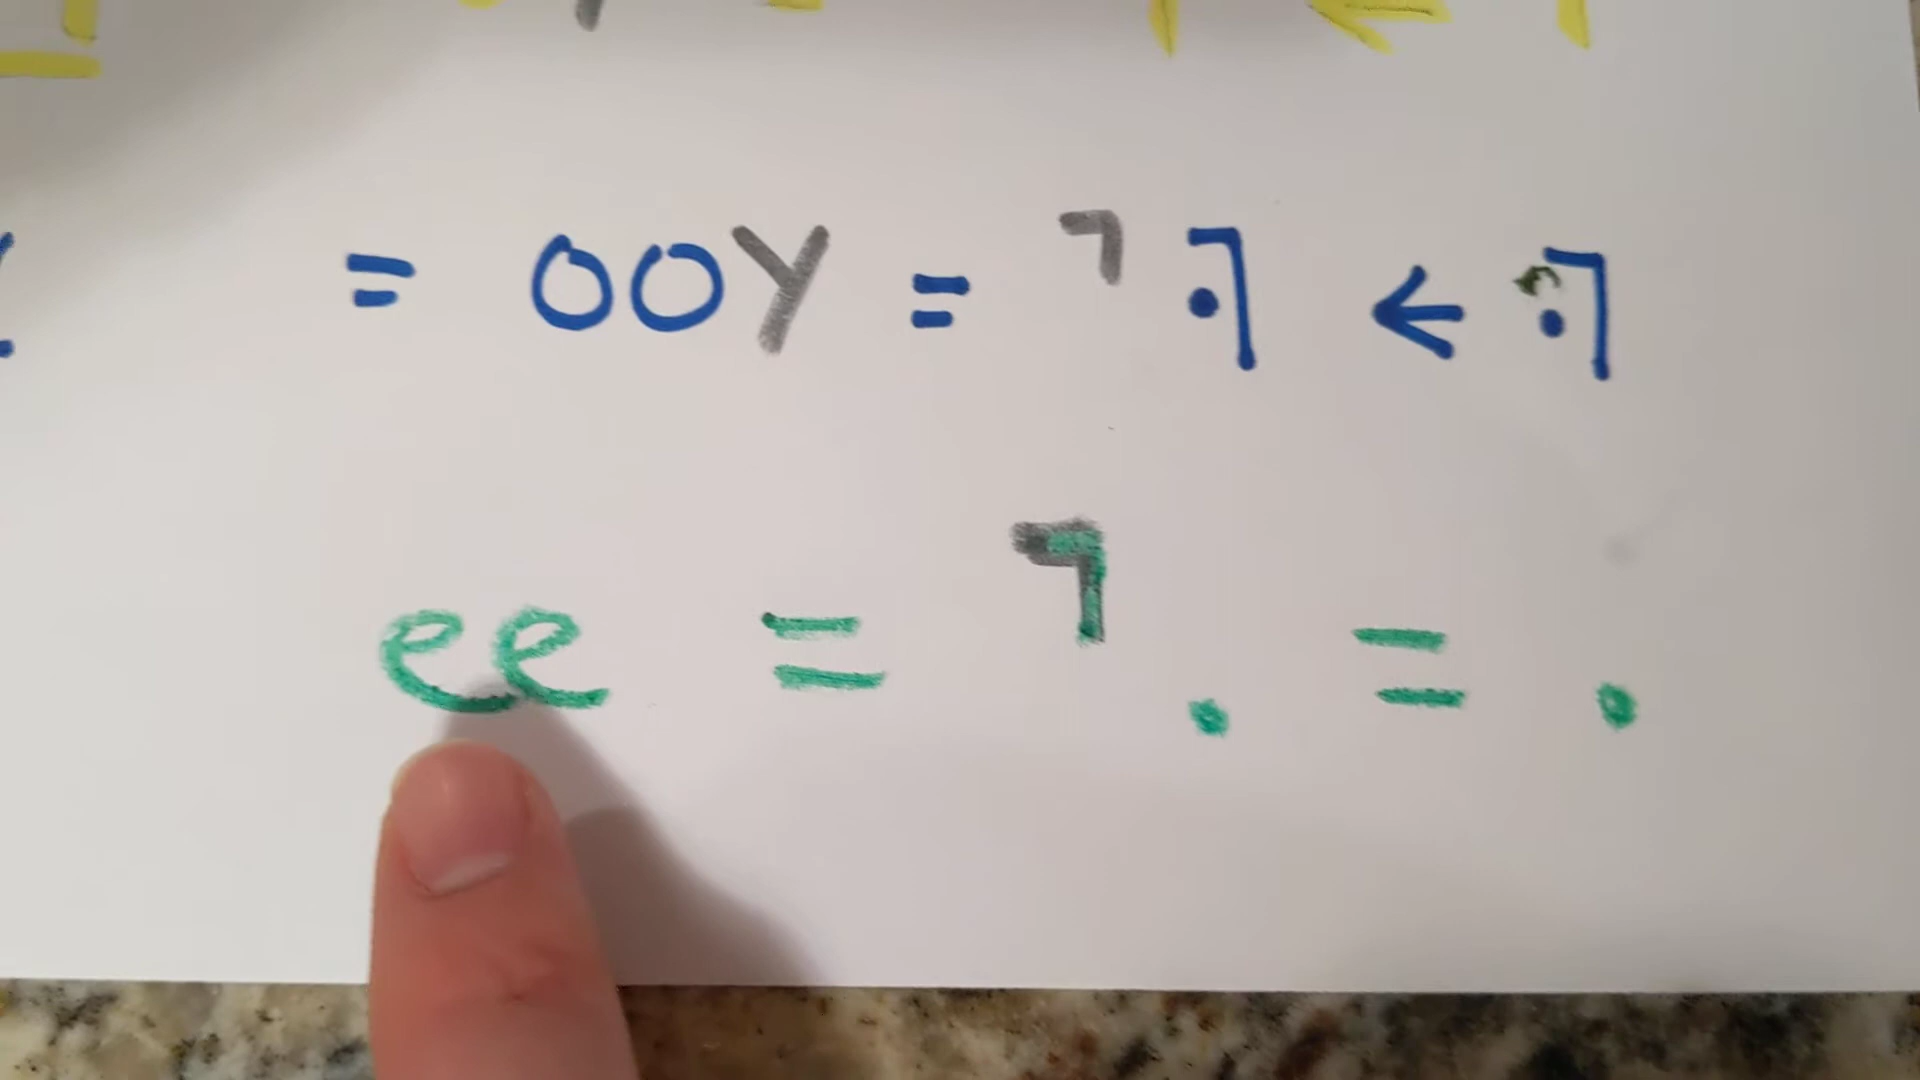 = OOY = יוּ ← וּ
ee = יִ = ִ